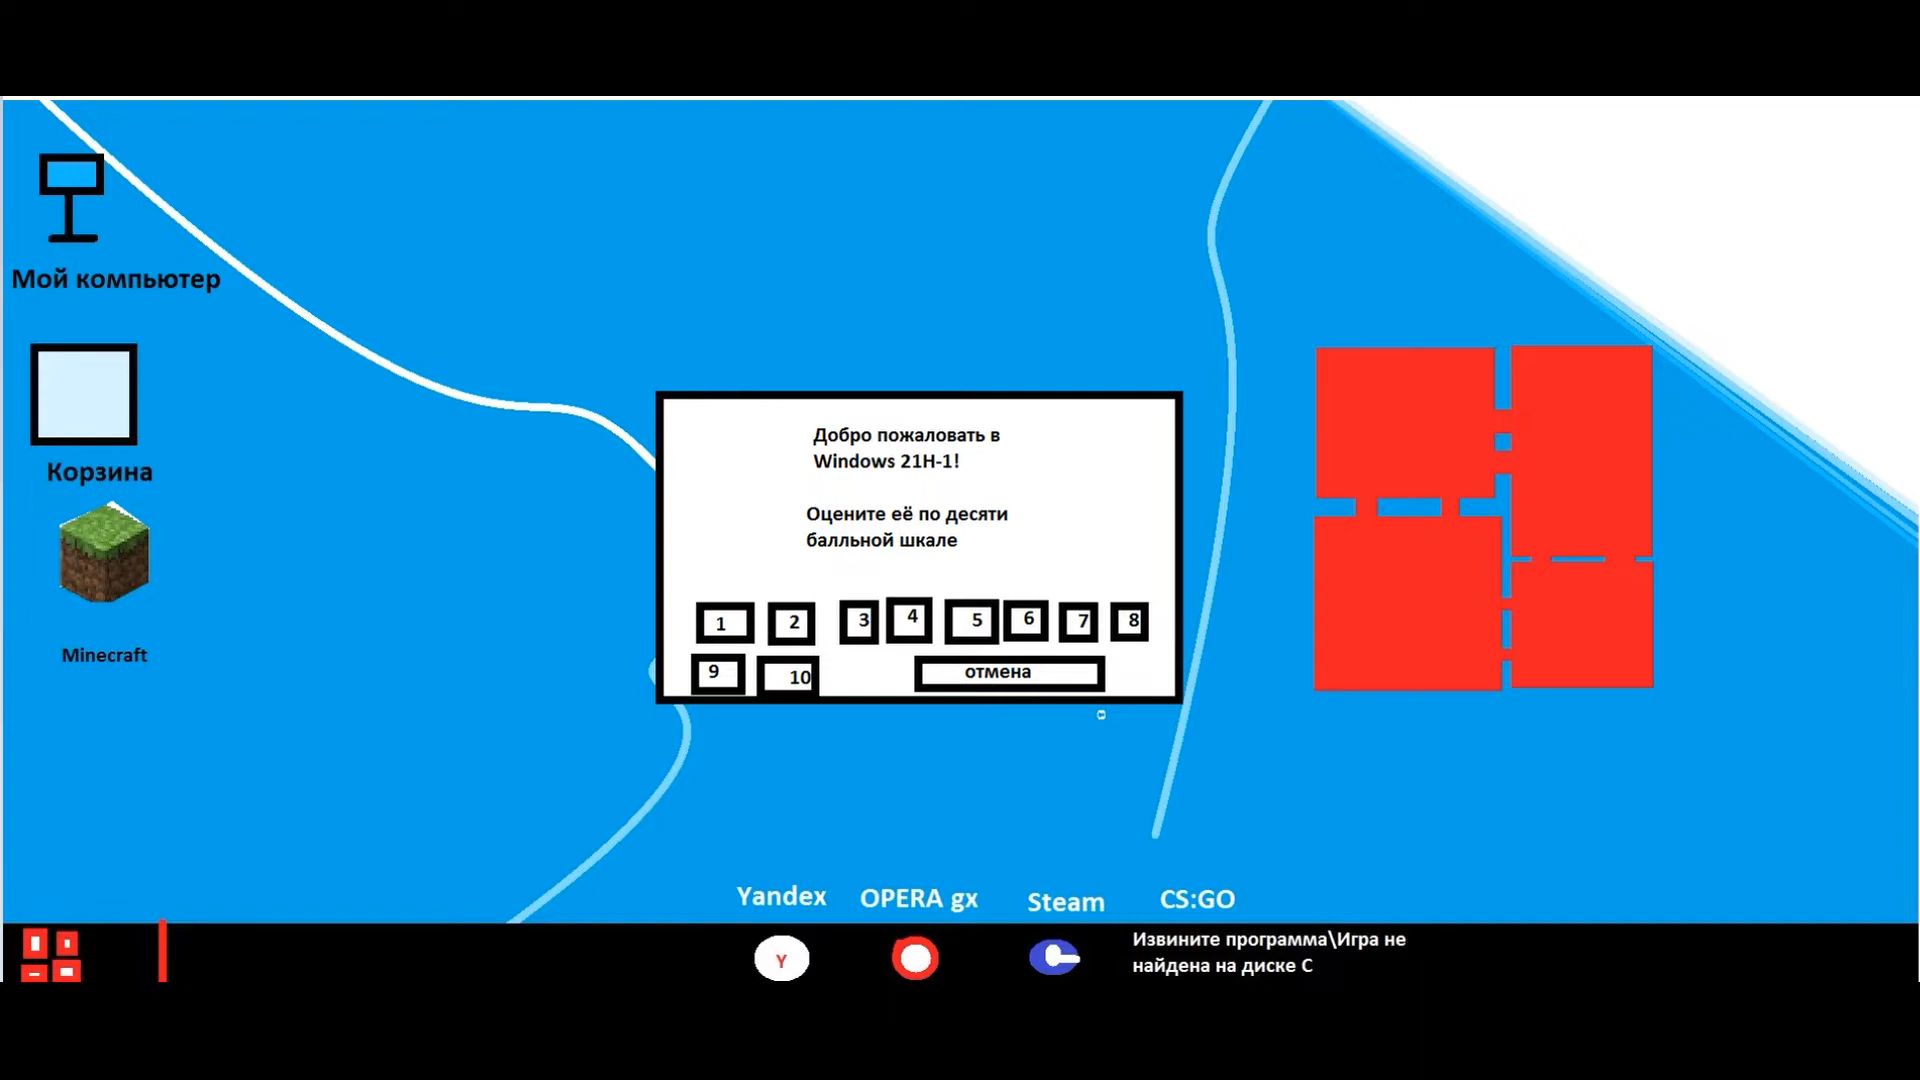 Мой компьютер
Корзина
Minecraft
Добро пожаловать в
Windows 21H-1!
Оцените её по десяти
балльной шкале
1 2 3 4 5 6 7 8
9 10 отмена
Yandex OPERA gx Steam CS:GO
Y
Извините программа\Игра не
найдена на диске С